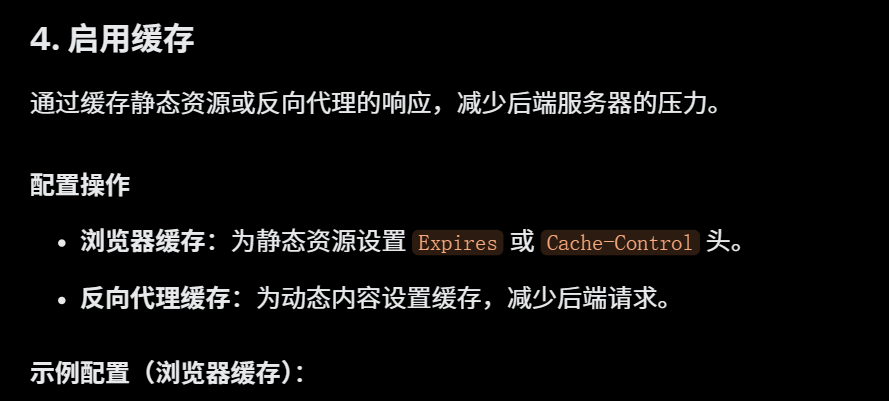 4. 启用缓存
通过缓存静态资源或反向代理的响应，减少后端服务器的压力。
配置操作
• 浏览器缓存：为静态资源设置 Expires 或 Cache-Control 头。
• 反向代理缓存：为动态内容设置缓存，减少后端请求。
示例配置（浏览器缓存）：